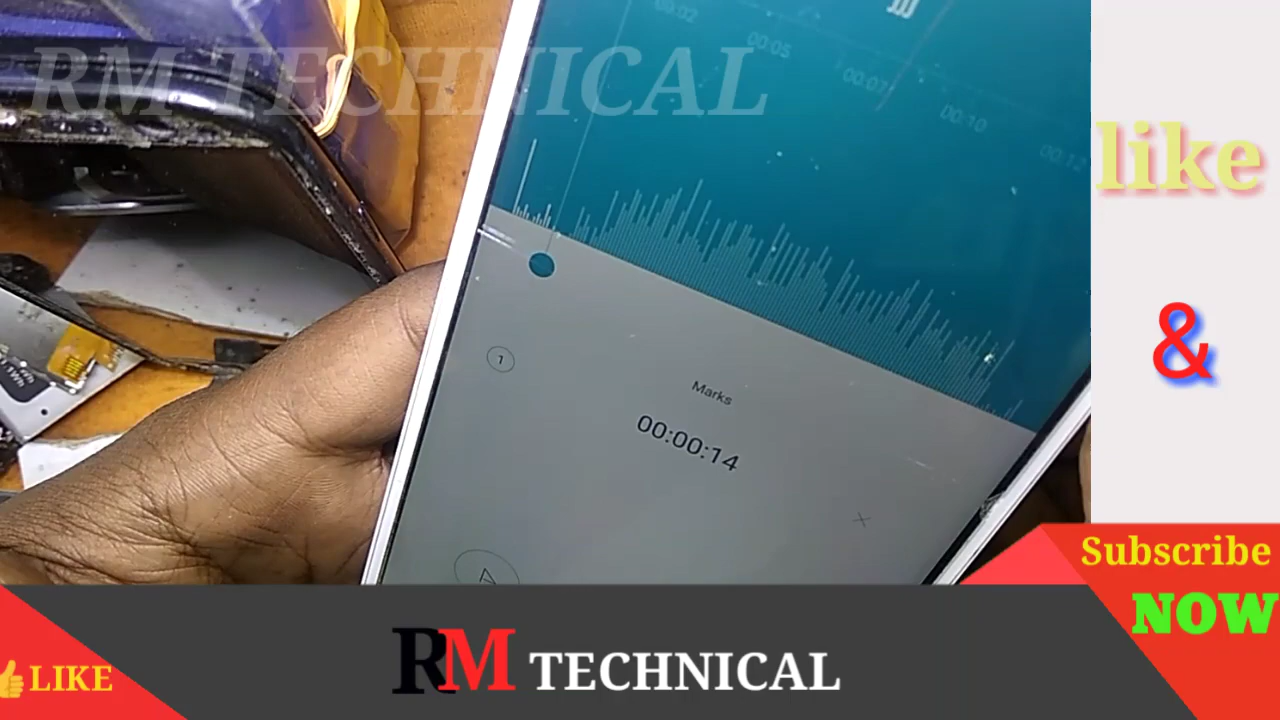 RM TECHNICAL
00:02
00:05
00:07
00:10
00:12
1
Marks
00:00:14
like
&
Subscribe
NOW
LIKE
RM TECHNICAL